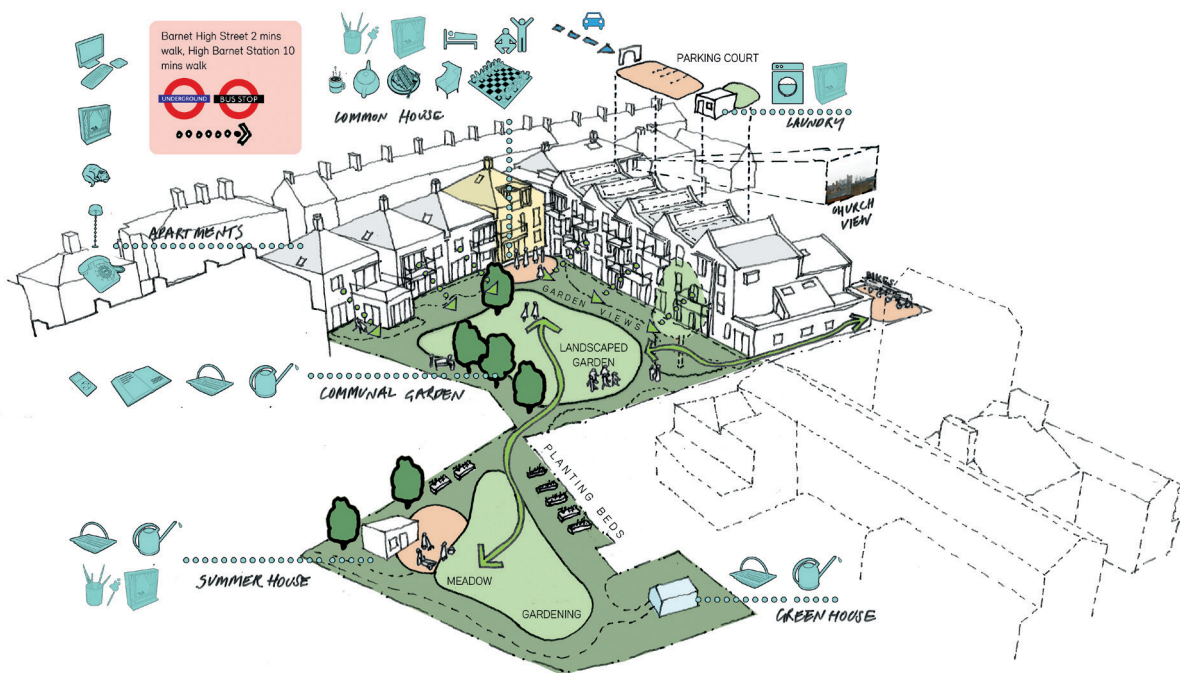 Barnet High Street 2 mins
walk, High Barnet Station 10
mins walk
UNDERGROUND
BUS STOP
COMMON HOUSE
PARKING COURT
LAUNDRY
CHURCH
VIEW
APARTMENTS
BIKES!
GARDEN
VIEWS
LANDSCAPED
GARDEN
COMMUNAL GARDEN
PLANTING BEDS
SUMMER HOUSE
MEADOW
GARDENING
GREEN HOUSE